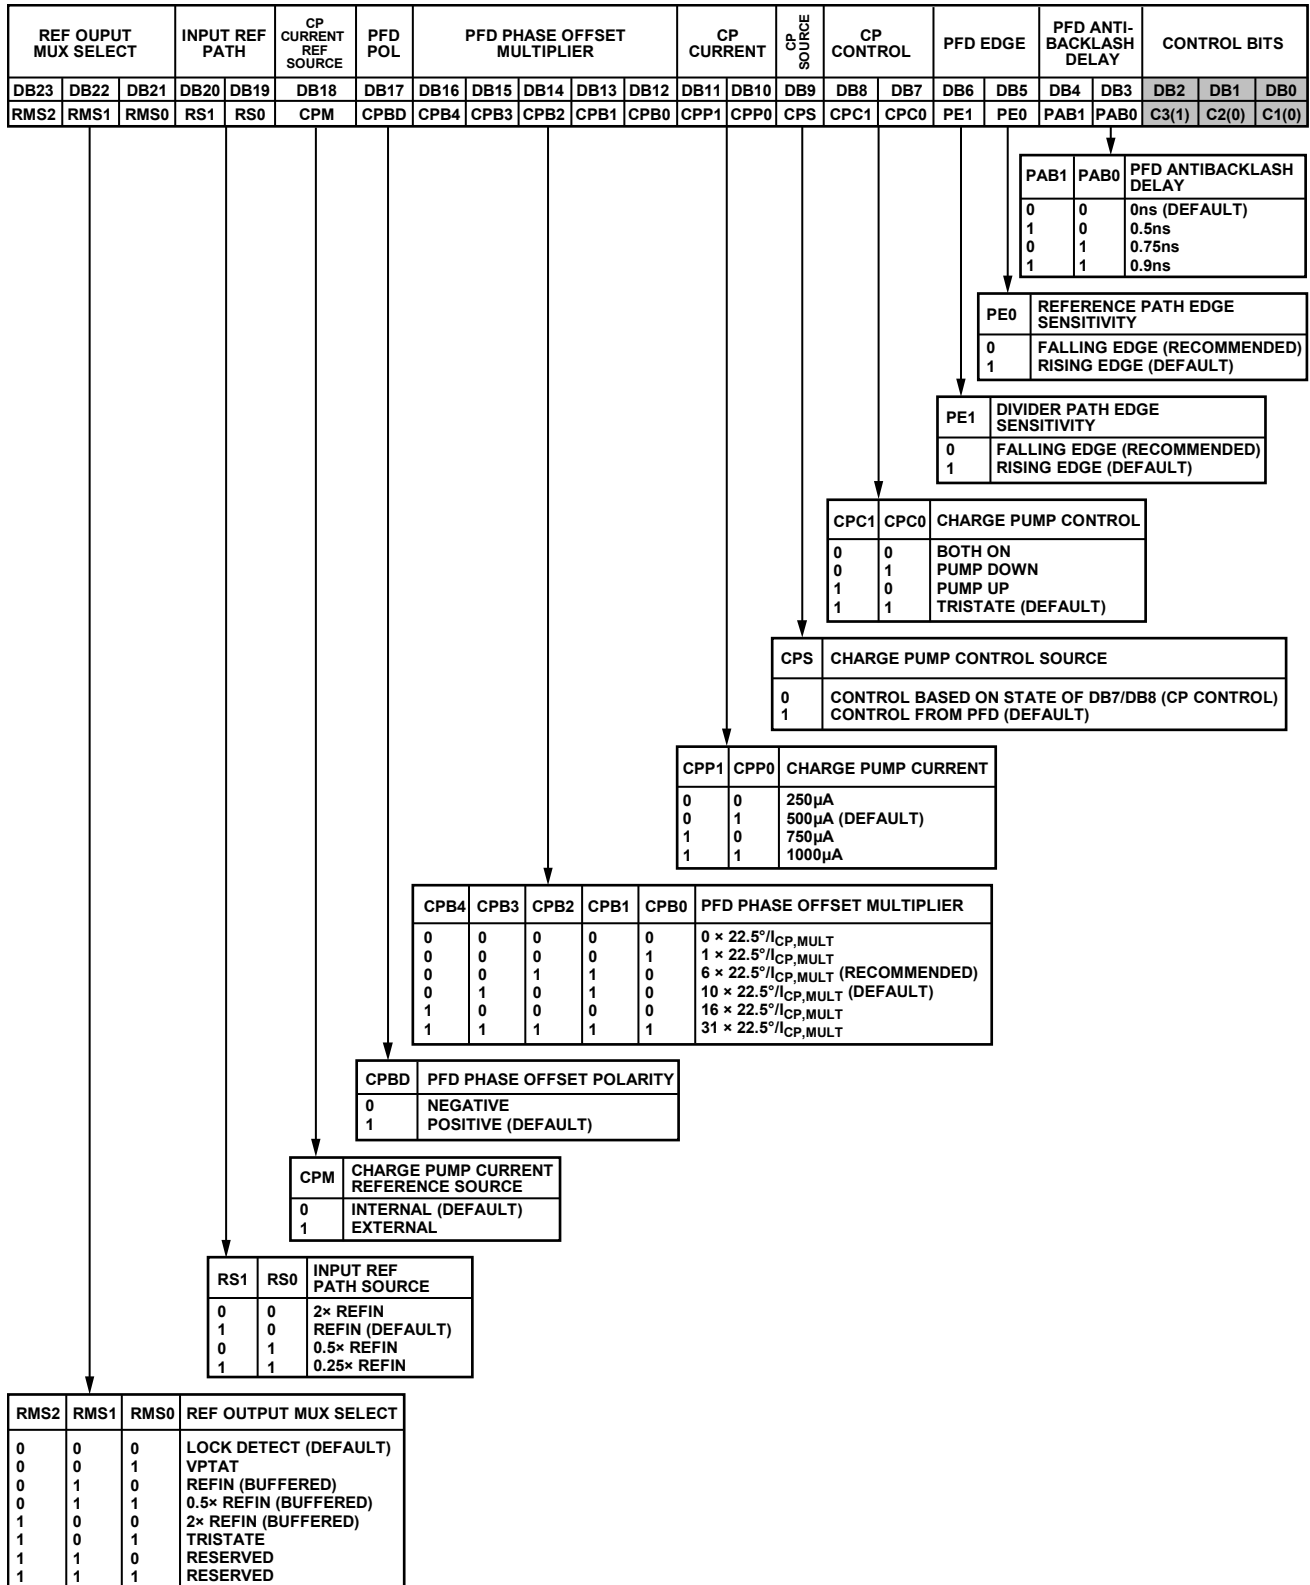 REF OUPUT MUX SELECT INPUT REF PATH CP CURRENT REF SOURCE PFD POL PFD PHASE OFFSET MULTIPLIER CP CURRENT CP SOURCE CP CONTROL PFD EDGE PFD ANTI-BACKLASH DELAY CONTROL BITS
DB23 DB22 DB21 DB20 DB19 DB18 DB17 DB16 DB15 DB14 DB13 DB12 DB11 DB10 DB9 DB8 DB7 DB6 DB5 DB4 DB3 DB2 DB1 DB0
RMS2 RMS1 RMS0 RS1 RS0 CPM CPBD CPB4 CPB3 CPB2 CPB1 CPB0 CPP1 CPP0 CPS CPC1 CPC0 PE1 PE0 PAB1 PAB0 C3(1) C2(0) C1(0)
PAB1 PAB0 PFD ANTIBACKLASH DELAY
0 0 0ns (DEFAULT)
1 0 0.5ns
0 1 0.75ns
1 1 0.9ns
PE0 REFERENCE PATH EDGE SENSITIVITY
0 FALLING EDGE (RECOMMENDED)
1 RISING EDGE (DEFAULT)
PE1 DIVIDER PATH EDGE SENSITIVITY
0 FALLING EDGE (RECOMMENDED)
1 RISING EDGE (DEFAULT)
CPC1 CPC0 CHARGE PUMP CONTROL
0 0 BOTH ON
0 1 PUMP DOWN
1 0 PUMP UP
1 1 TRISTATE (DEFAULT)
CPS CHARGE PUMP CONTROL SOURCE
0 CONTROL BASED ON STATE OF DB7/DB8 (CP CONTROL)
1 CONTROL FROM PFD (DEFAULT)
CPP1 CPP0 CHARGE PUMP CURRENT
0 0 250µA
0 1 500µA (DEFAULT)
1 0 750µA
1 1 1000µA
CPB4 CPB3 CPB2 CPB1 CPB0 PFD PHASE OFFSET MULTIPLIER
0 0 0 0 0 0 × 22.5°/ICP,MULT
0 0 0 0 1 1 × 22.5°/ICP,MULT
0 0 1 1 0 6 × 22.5°/ICP,MULT (RECOMMENDED)
0 1 0 1 0 10 × 22.5°/ICP,MULT (DEFAULT)
1 0 0 0 0 16 × 22.5°/ICP,MULT
1 1 1 1 1 31 × 22.5°/ICP,MULT
CPBD PFD PHASE OFFSET POLARITY
0 NEGATIVE
1 POSITIVE (DEFAULT)
CPM CHARGE PUMP CURRENT REFERENCE SOURCE
0 INTERNAL (DEFAULT)
1 EXTERNAL
RS1 RS0 INPUT REF PATH SOURCE
0 0 2× REFIN
1 0 REFIN (DEFAULT)
0 1 0.5× REFIN
1 1 0.25× REFIN
RMS2 RMS1 RMS0 REF OUTPUT MUX SELECT
0 0 0 LOCK DETECT (DEFAULT)
0 0 1 VPTAT
0 1 0 REFIN (BUFFERED)
0 1 1 0.5× REFIN (BUFFERED)
1 0 0 2× REFIN (BUFFERED)
1 0 1 TRISTATE
1 1 0 RESERVED
1 1 1 RESERVED